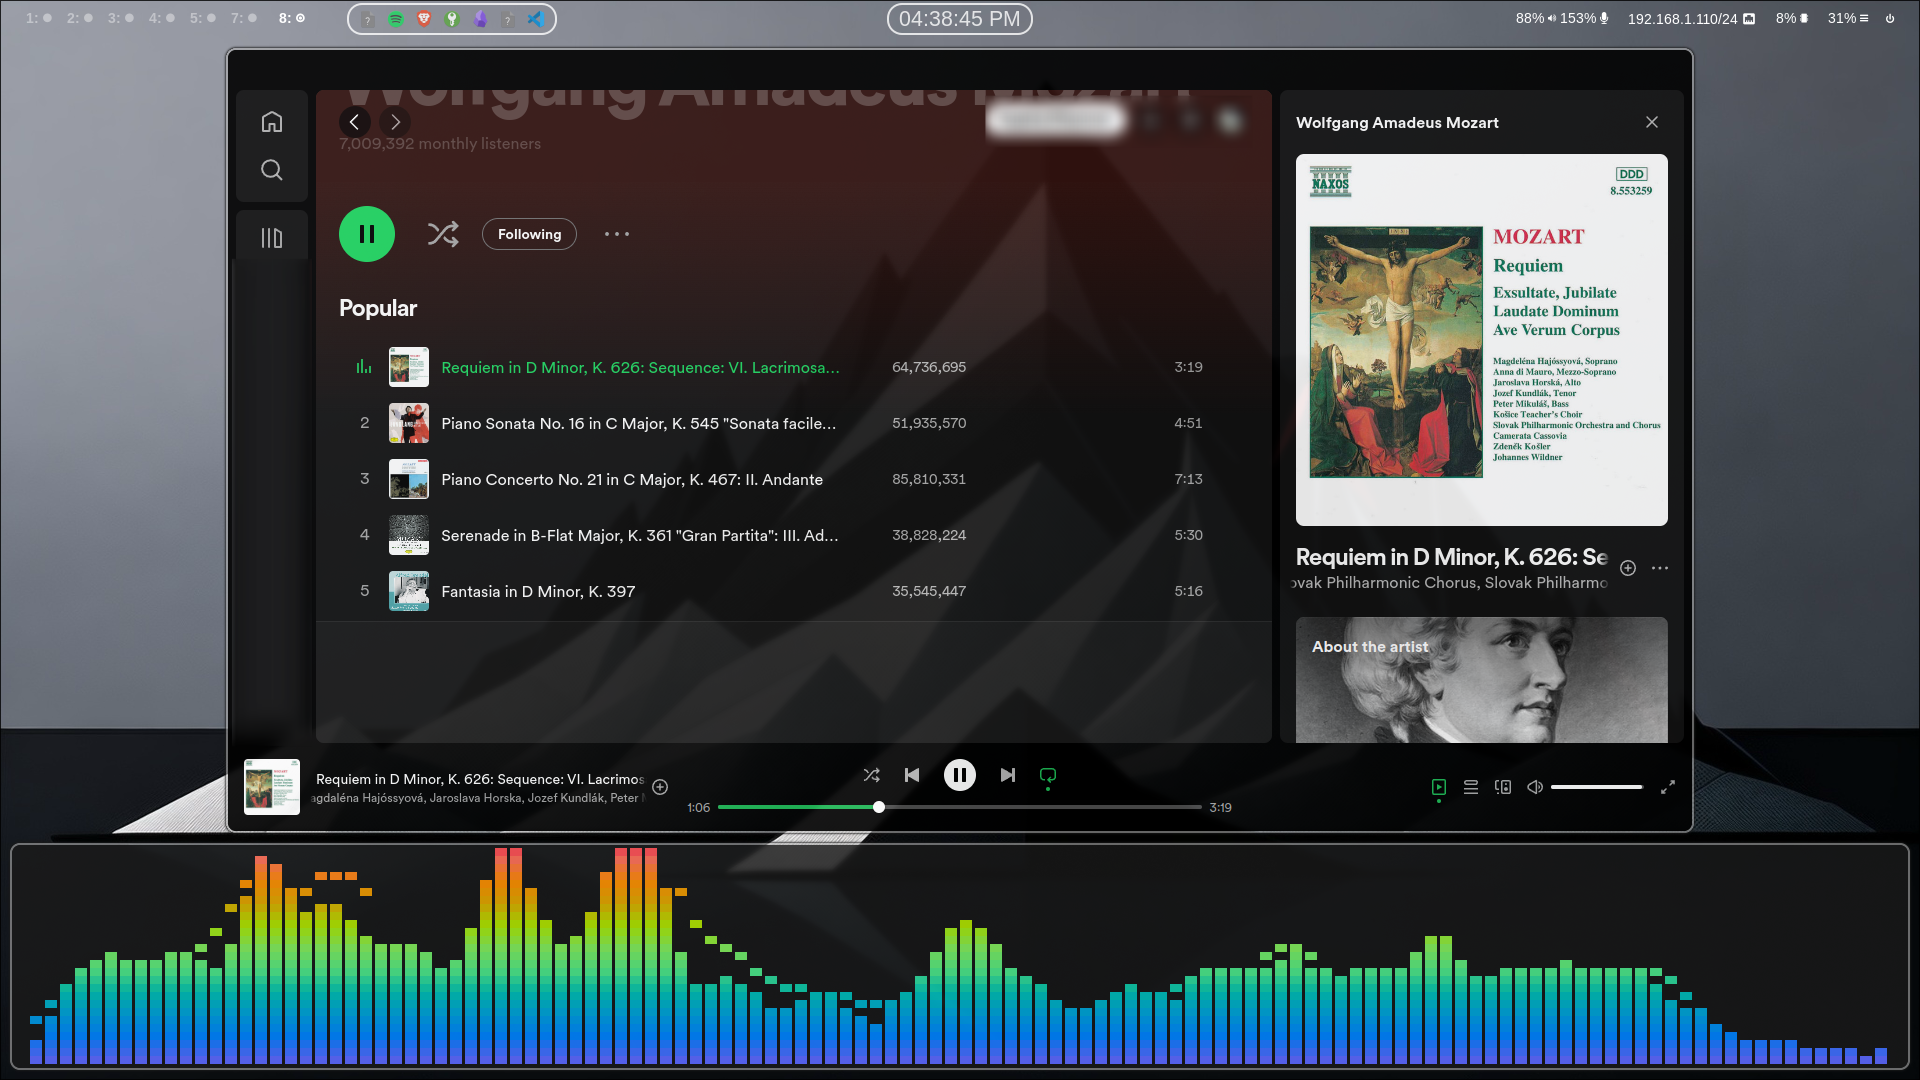 1: 2: 3: 4: 5: 7: 8:
04:38:45 PM
88% 153% 192.168.1.110/24 8% 31%
Wolfgang Amadeus Mozart
7,009,392 monthly listeners
Following
Popular
Requiem in D Minor, K. 626: Sequence: VI. Lacrimosa... 64,736,695 3:19
2 Piano Sonata No. 16 in C Major, K. 545 "Sonata facile... 51,935,570 4:51
3 Piano Concerto No. 21 in C Major, K. 467: II. Andante 85,810,331 7:13
4 Serenade in B-Flat Major, K. 361 "Gran Partita": III. Ad... 38,828,224 5:30
5 Fantasia in D Minor, K. 397 35,545,447 5:16
Wolfgang Amadeus Mozart
NAXOS
DDD
8.553259
MOZART
Requiem
Exsultate, Jubilate
Laudate Dominum
Ave Verum Corpus
Magdeléna Hajóssyová, Soprano
Anna di Mauro, Mezzo-Soprano
Jaroslava Horská, Alto
Jozef Kundlák, Tenor
Peter Mikuláš, Bass
Košice Teacher's Choir
Slovak Philharmonic Orchestra and Chorus
Camerata Cassovia
Zdeněk Košler
Johannes Wildner
Requiem in D Minor, K. 626: Se
ovak Philharmonic Chorus, Slovak Philharmo
About the artist
Requiem in D Minor, K. 626: Sequence: VI. Lacrimos
agdaléna Hajóssyová, Jaroslava Horska, Jozef Kundlák, Peter
1:06 3:19